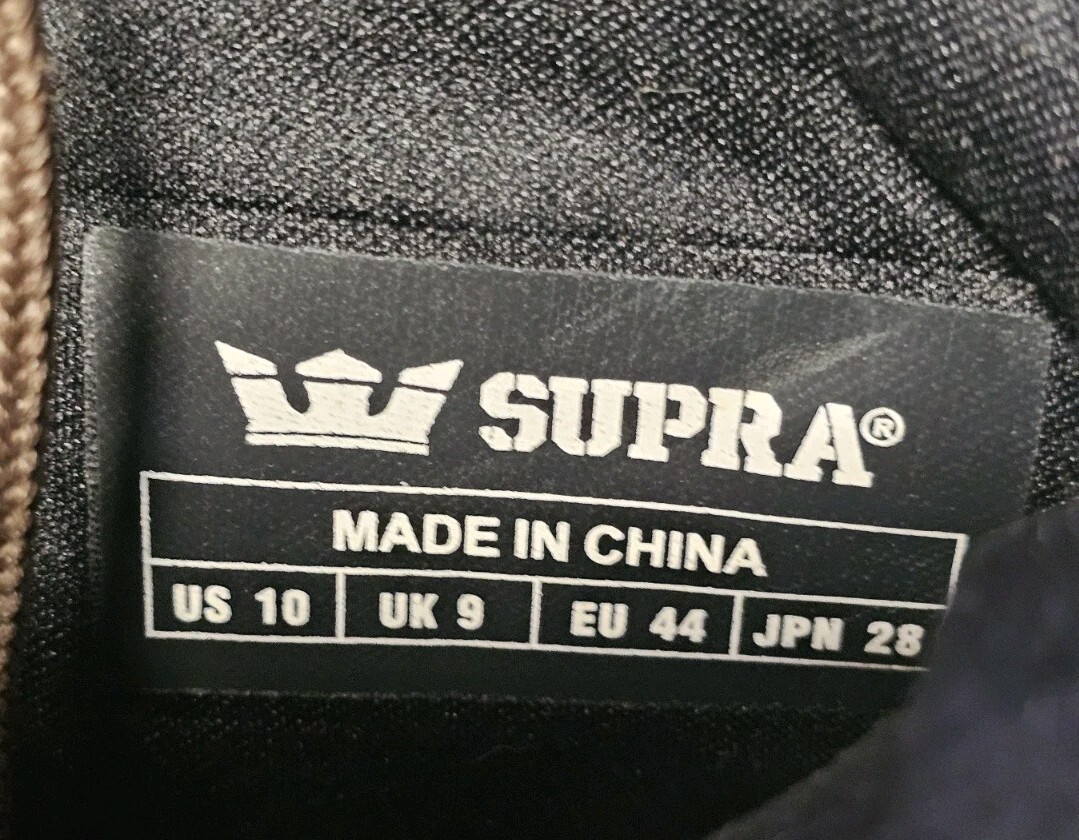 SUPRA®
MADE IN CHINA
US 10 UK 9 EU 44 JPN 28